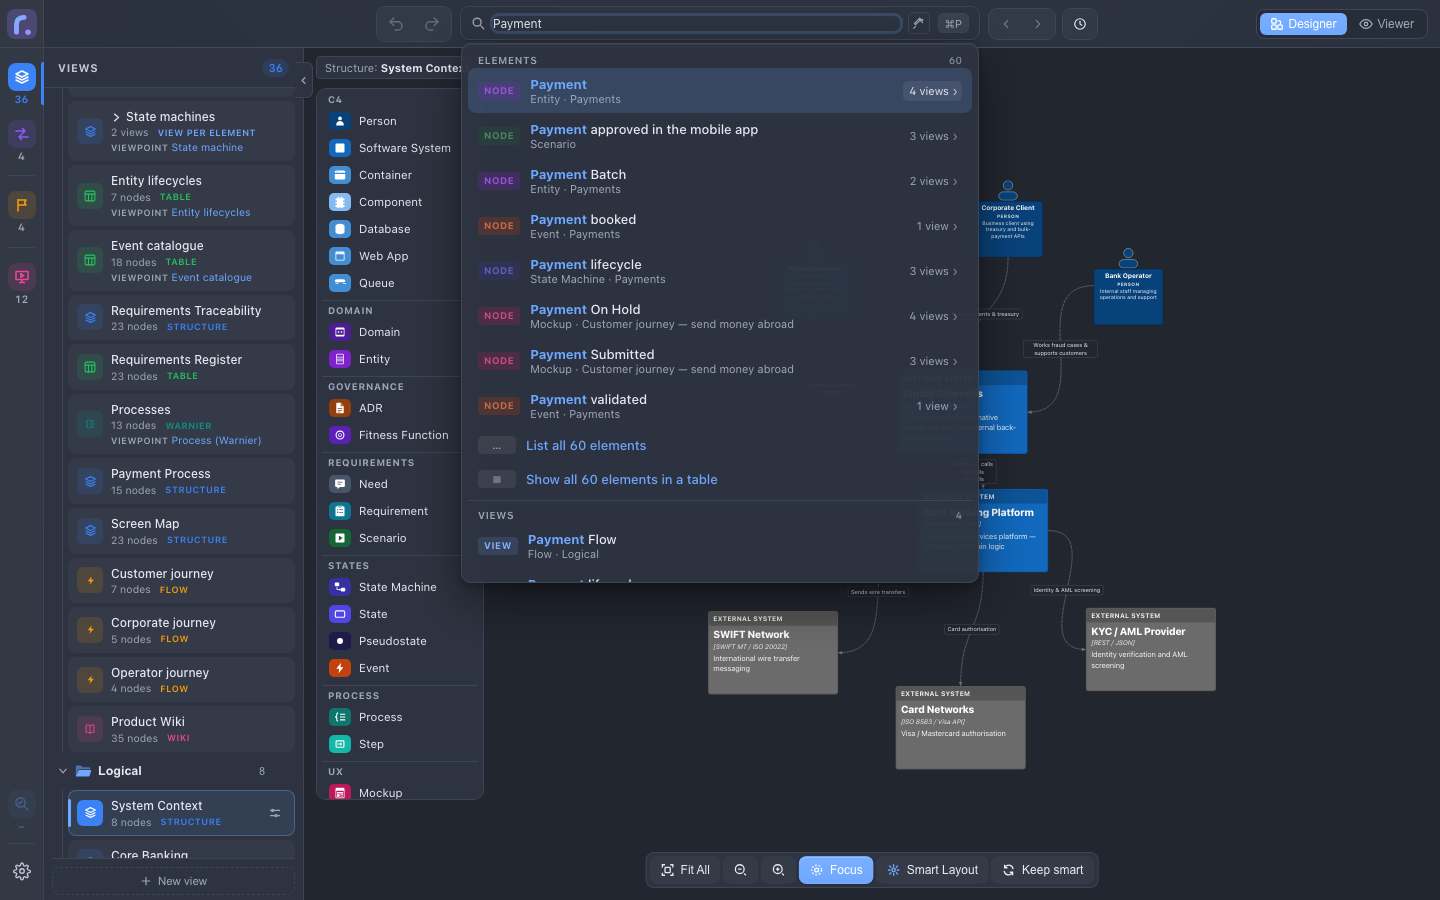 Payment
⌘P
Designer
Viewer
36
4
4
12
VIEWS
36
State machines
2 views VIEW PER ELEMENT
VIEWPOINT State machine
Entity lifecycles
7 nodes TABLE
VIEWPOINT Entity lifecycles
Event catalogue
18 nodes TABLE
VIEWPOINT Event catalogue
Requirements Traceability
23 nodes STRUCTURE
Requirements Register
23 nodes TABLE
Processes
13 nodes WARNIER
VIEWPOINT Process (Warnier)
Payment Process
15 nodes STRUCTURE
Screen Map
23 nodes STRUCTURE
Customer journey
7 nodes FLOW
Corporate journey
5 nodes FLOW
Operator journey
4 nodes FLOW
Product Wiki
35 nodes WIKI
Logical 8
System Context
8 nodes STRUCTURE
Core Banking
+ New view
Structure: System Contex
C4
Person
Software System
Container
Component
Database
Web App
Queue
DOMAIN
Domain
Entity
GOVERNANCE
ADR
Fitness Function
REQUIREMENTS
Need
Requirement
Scenario
STATES
State Machine
State
Pseudostate
Event
PROCESS
Process
Step
UX
Mockup
ELEMENTS 60
NODE Payment 4 views ›
Entity · Payments
NODE Payment approved in the mobile app 3 views ›
Scenario
NODE Payment Batch 2 views ›
Entity · Payments
NODE Payment booked 1 view ›
Event · Payments
NODE Payment lifecycle 3 views ›
State Machine · Payments
NODE Payment On Hold 4 views ›
Mockup · Customer journey — send money abroad
NODE Payment Submitted 3 views ›
Mockup · Customer journey — send money abroad
NODE Payment validated 1 view ›
Event · Payments
... List all 60 elements
Show all 60 elements in a table
VIEWS 4
VIEW Payment Flow
Flow · Logical
Corporate Client
PERSON
Business client using
treasury and bulk-
payment APIs
Bank Operator
PERSON
Internal staff managing
operations and support
Works fraud cases &
supports customers
Sends wire transfers
Card authorisation
Identity & AML screening
EXTERNAL SYSTEM
SWIFT Network
[SWIFT MT / ISO 20022]
International wire transfer
messaging
EXTERNAL SYSTEM
Card Networks
[ISO 8583 / Visa API]
Visa / Mastercard authorisation
EXTERNAL SYSTEM
KYC / AML Provider
[REST / JSON]
Identity verification and AML
screening
Fit All
Focus
Smart Layout
Keep smart